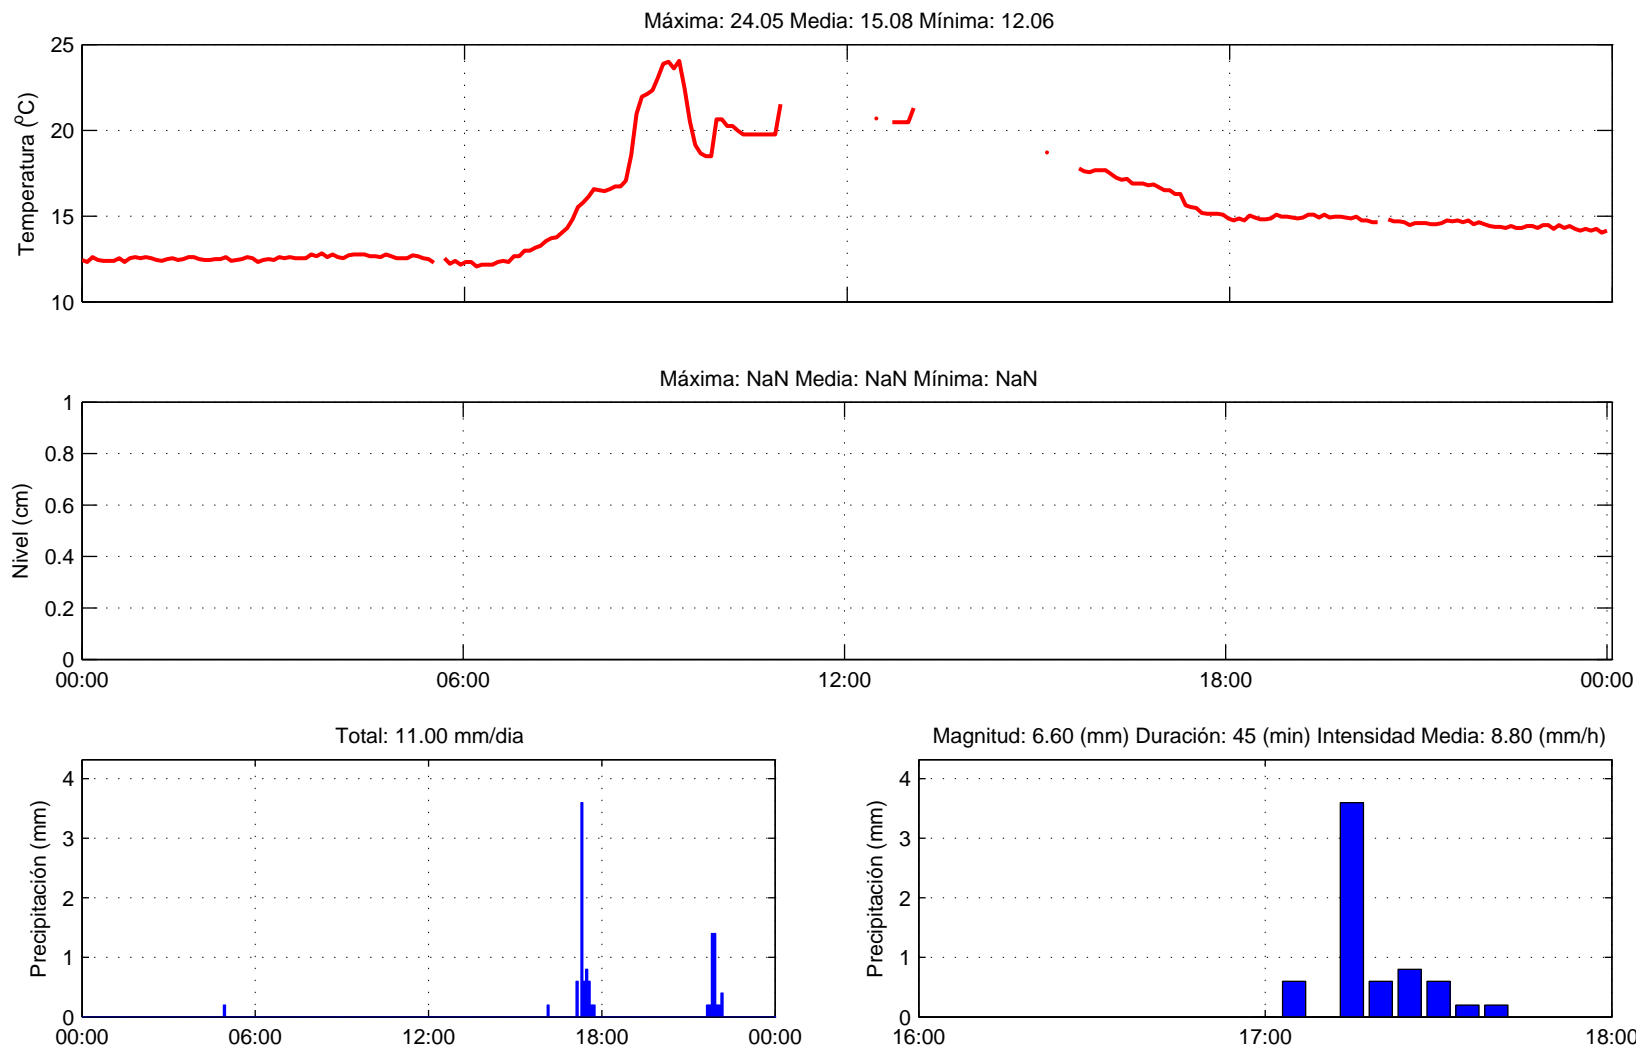 Máxima: 24.05 Media: 15.08 Mínima: 12.06
25
20
15
10
Temperatura (ºC)
Máxima: NaN Media: NaN Mínima: NaN
1
0.8
0.6
0.4
0.2
0
Nivel (cm)
00:00 06:00 12:00 18:00 00:00
Total: 11.00 mm/dia
4
3
2
1
0
Precipitación (mm)
00:00 06:00 12:00 18:00 00:00
Magnitud: 6.60 (mm) Duración: 45 (min) Intensidad Media: 8.80 (mm/h)
4
3
2
1
0
Precipitación (mm)
16:00 17:00 18:00